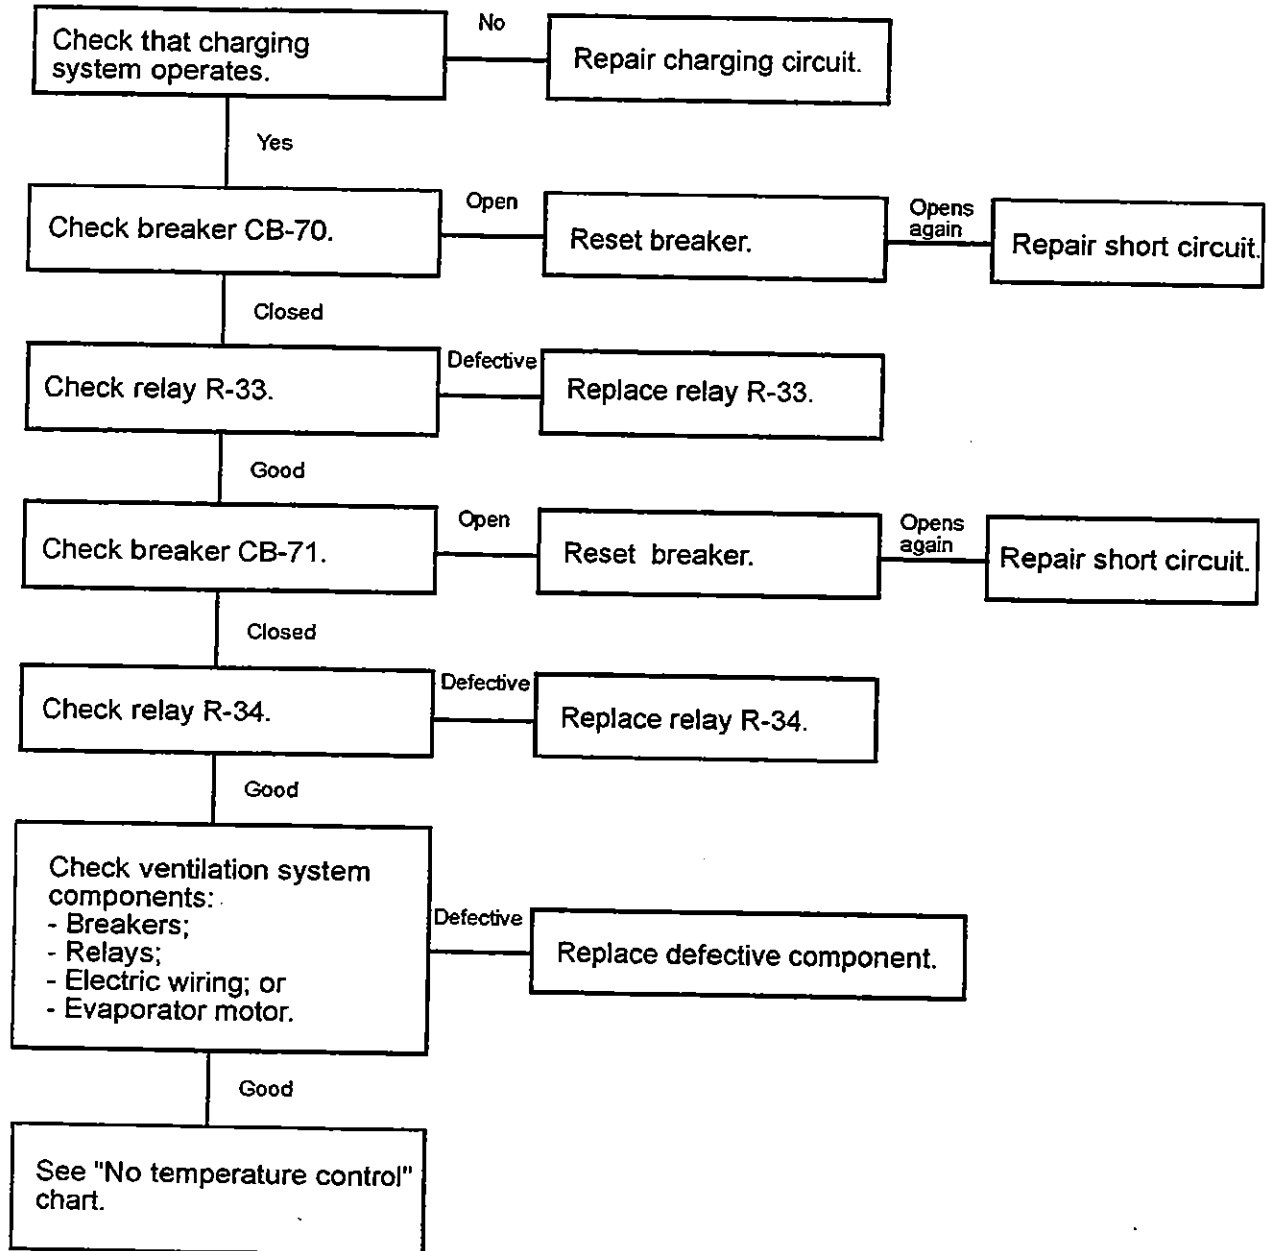 Check that charging
system operates.
No
Repair charging circuit.
Yes
Check breaker CB-70.
Open
Reset breaker.
Opens
again
Repair short circuit.
Closed
Check relay R-33.
Defective
Replace relay R-33.
Good
Check breaker CB-71.
Open
Reset breaker.
Opens
again
Repair short circuit.
Closed
Check relay R-34.
Defective
Replace relay R-34.
Good
Check ventilation system
components:
- Breakers;
- Relays;
- Electric wiring; or
- Evaporator motor.
Defective
Replace defective component.
Good
See "No temperature control"
chart.